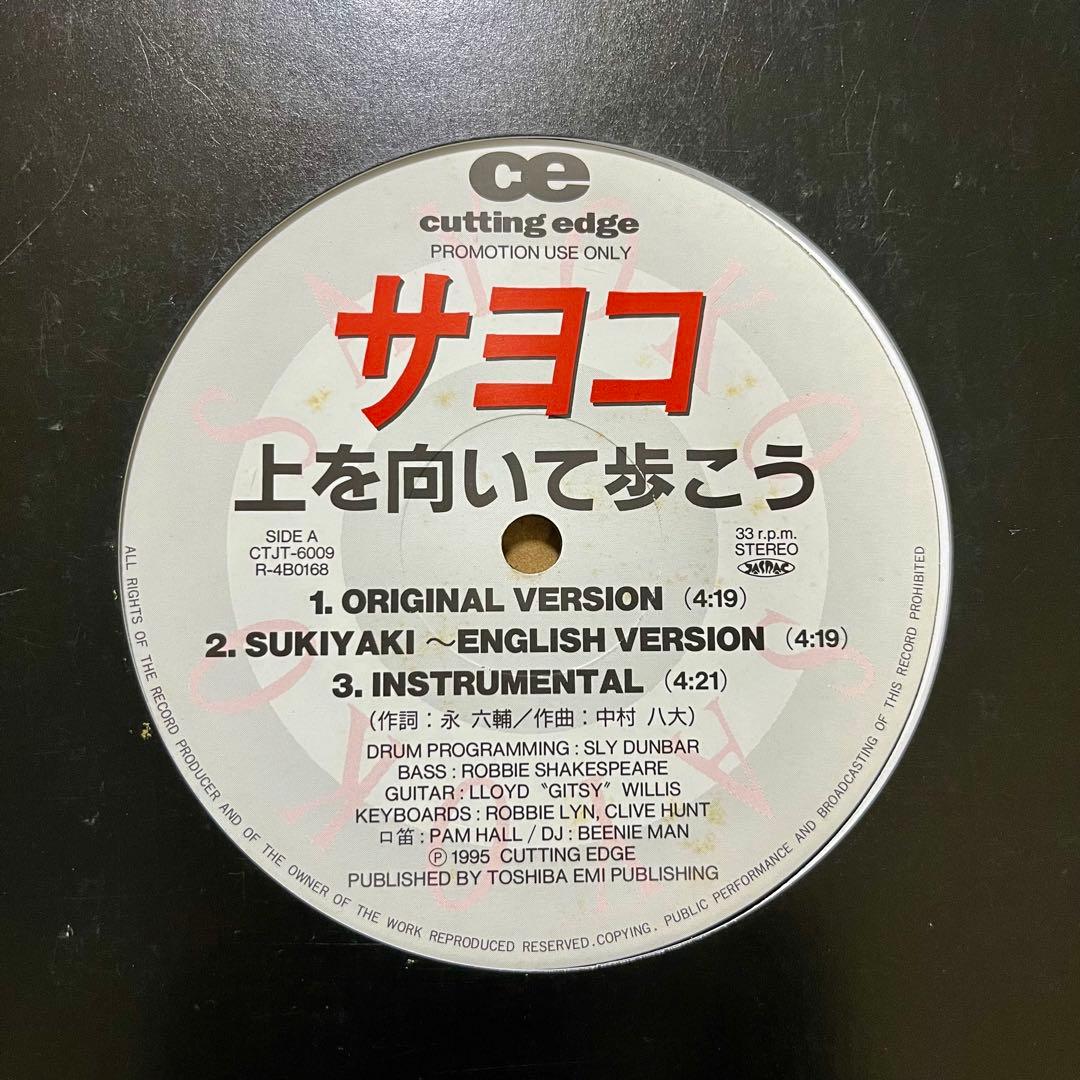 ce
cutting edge
PROMOTION USE ONLY
サヨコ
上を向いて歩こう
SIDE A
CTJT-6009
R-4B0168
33 r.p.m.
STEREO
JASRAC
1. ORIGINAL VERSION (4:19)
2. SUKIYAKI ～ENGLISH VERSION (4:19)
3. INSTRUMENTAL (4:21)
(作詞：永 六輔／作曲：中村 八大)
DRUM PROGRAMMING : SLY DUNBAR
BASS : ROBBIE SHAKESPEARE
GUITAR : LLOYD〝GITSY〟WILLIS
KEYBOARDS : ROBBIE LYN, CLIVE HUNT
口笛 : PAM HALL / DJ : BEENIE MAN
Ⓟ 1995 CUTTING EDGE
PUBLISHED BY TOSHIBA EMI PUBLISHING
ALL RIGHTS OF THE RECORD PRODUCER AND OF THE OWNER OF THE WORK REPRODUCED RESERVED.COPYING, PUBLIC PERFORMANCE AND BROADCASTING OF THIS RECORD PROHIBITED
SAYOKO SAYOKO